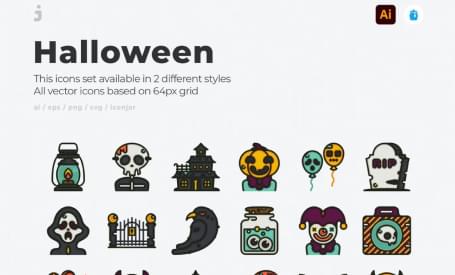 Ai
Halloween
This icons set available in 2 different styles
All vector icons based on 64px grid
ai / eps / png / svg / iconjar
RIP